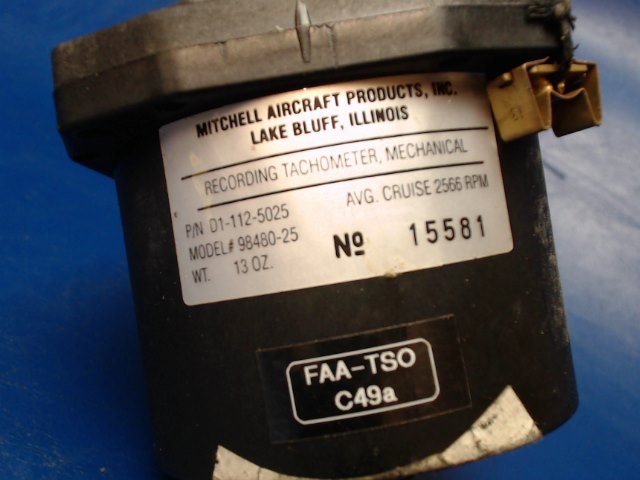 MITCHELL AIRCRAFT PRODUCTS, INC.
LAKE BLUFF, ILLINOIS
RECORDING TACHOMETER, MECHANICAL
P/N D1-112-5025 AVG. CRUISE 2566 RPM
MODEL# 98480-25
WT. 13 OZ. Nº 15581
FAA-TSO
C49a